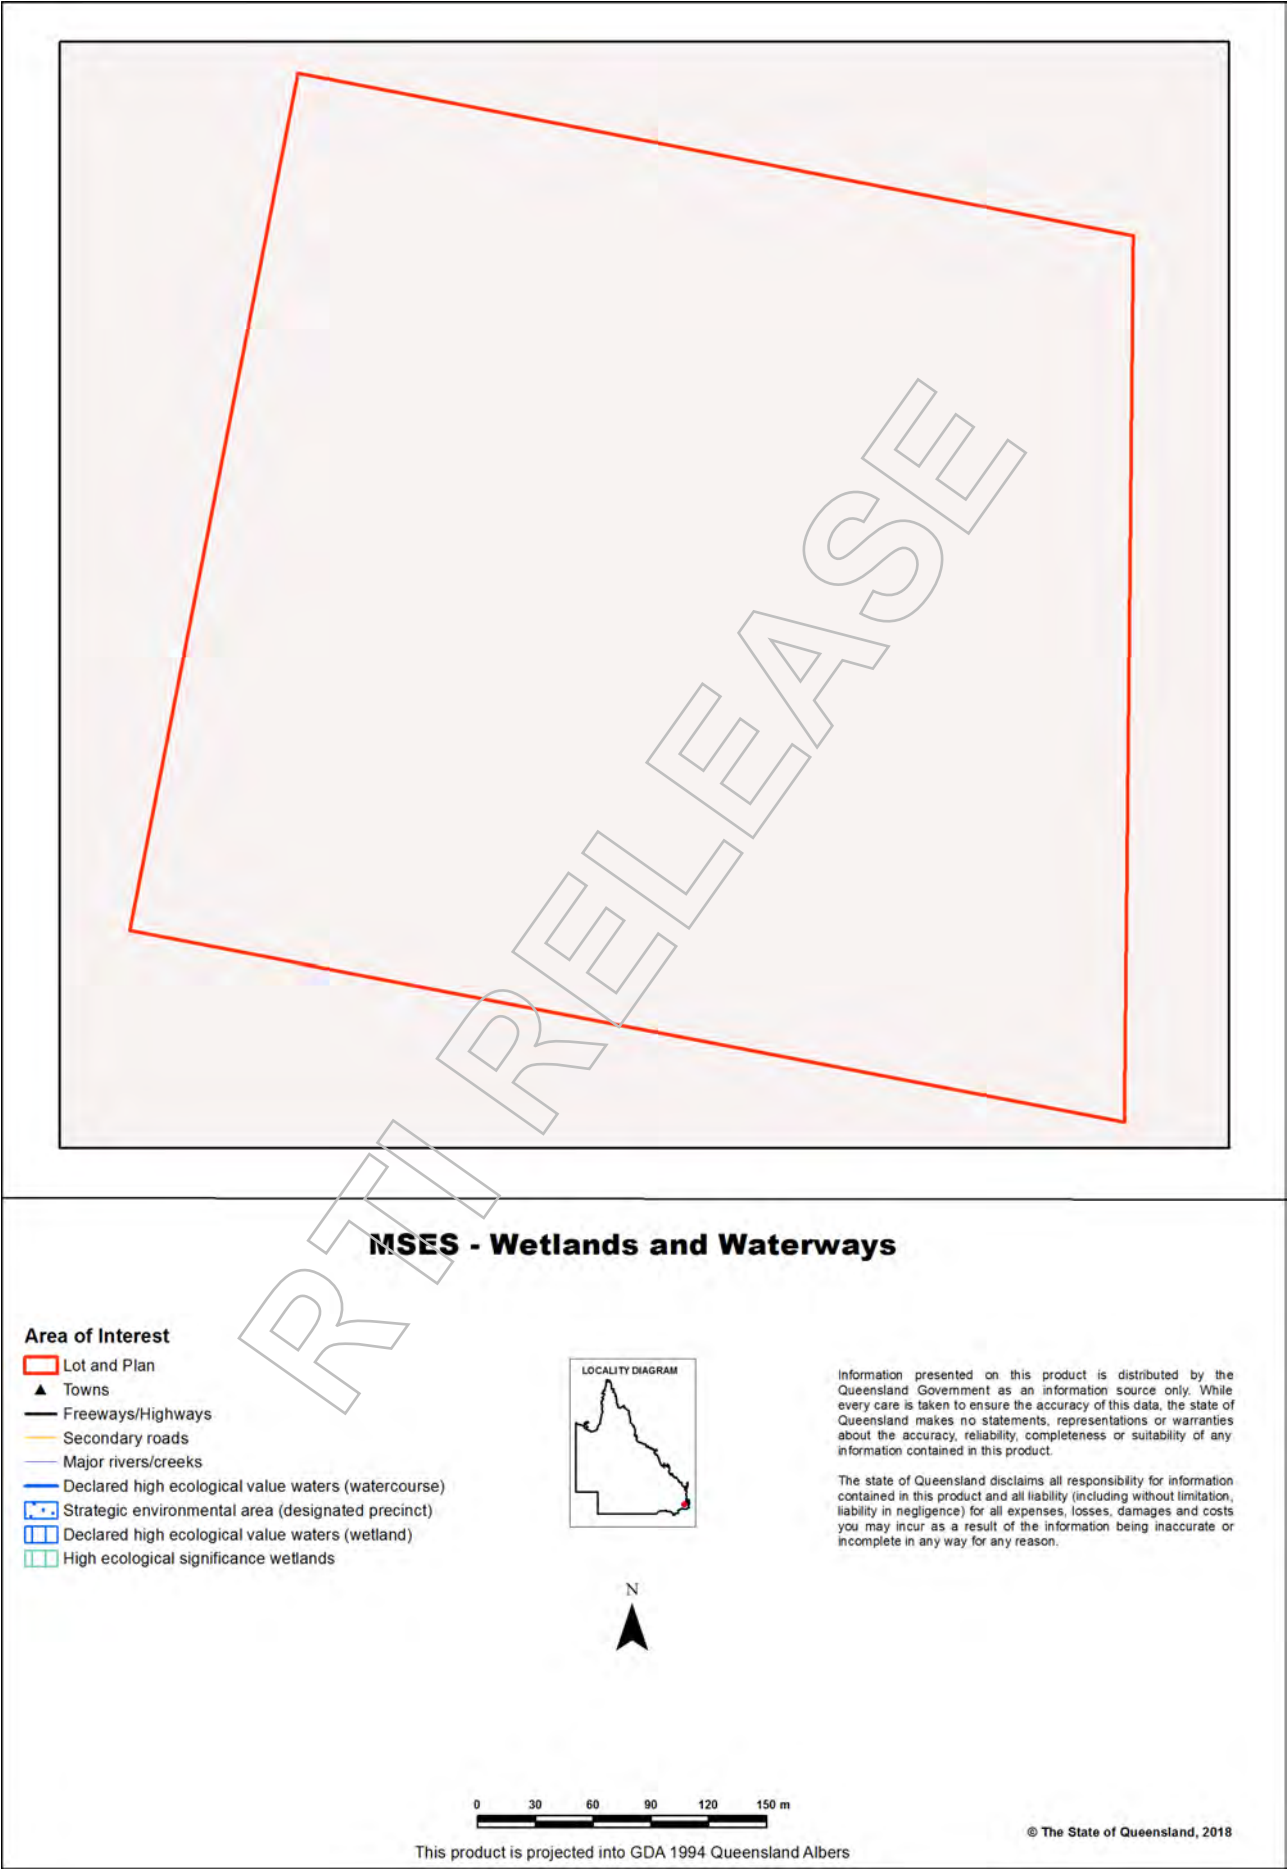 RTI RELEASE
MSES - Wetlands and Waterways
Area of Interest
Lot and Plan
Towns
Freeways/Highways
Secondary roads
Major rivers/creeks
Declared high ecological value waters (watercourse)
Strategic environmental area (designated precinct)
Declared high ecological value waters (wetland)
High ecological significance wetlands
LOCALITY DIAGRAM
N
Information presented on this product is distributed by the
Queensland Government as an information source only. While
every care is taken to ensure the accuracy of this data, the state of
Queensland makes no statements, representations or warranties
about the accuracy, reliability, completeness or suitability of any
information contained in this product.
The state of Queensland disclaims all responsibility for information
contained in this product and all liability (including without limitation,
liability in negligence) for all expenses, losses, damages and costs
you may incur as a result of the information being inaccurate or
incomplete in any way for any reason.
0 30 60 90 120 150 m
This product is projected into GDA 1994 Queensland Albers
© The State of Queensland, 2018